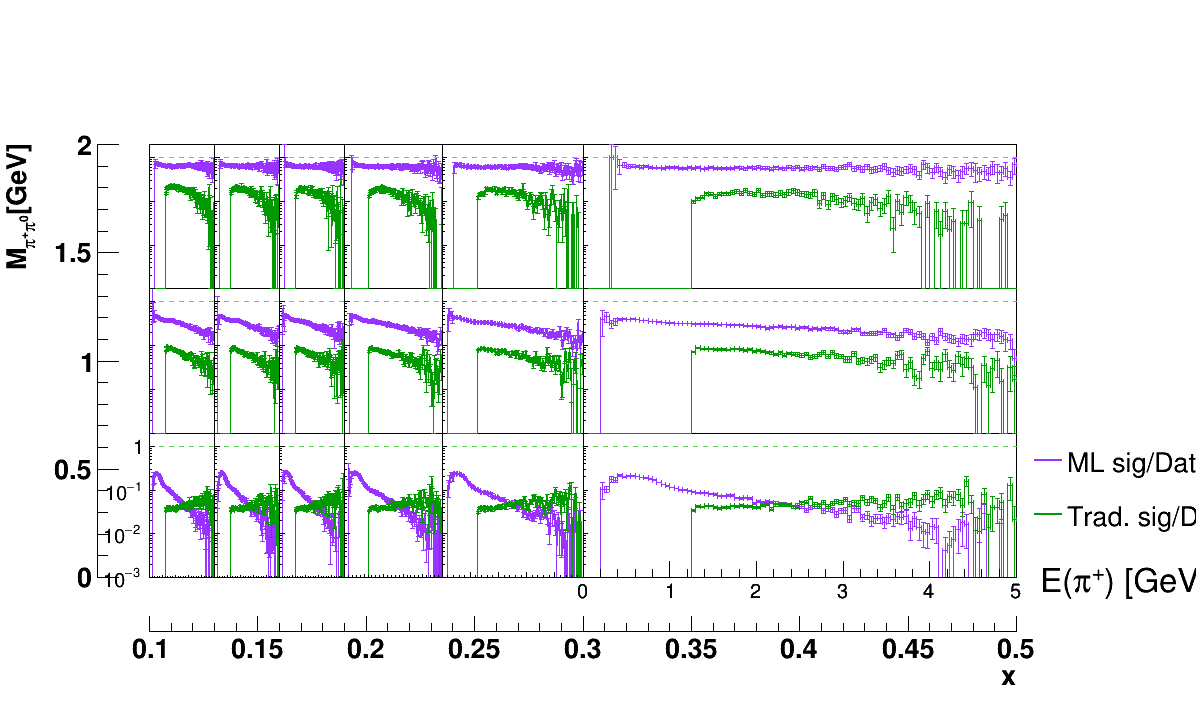 M_{π⁺π⁰}[GeV]
2
1.5
1
0.5
0
1
10⁻¹
10⁻²
10⁻³
ML sig/Dat
Trad. sig/D
0 1 2 3 4 5
E(π⁺) [GeV
0.1 0.15 0.2 0.25 0.3 0.35 0.4 0.45 0.5
x